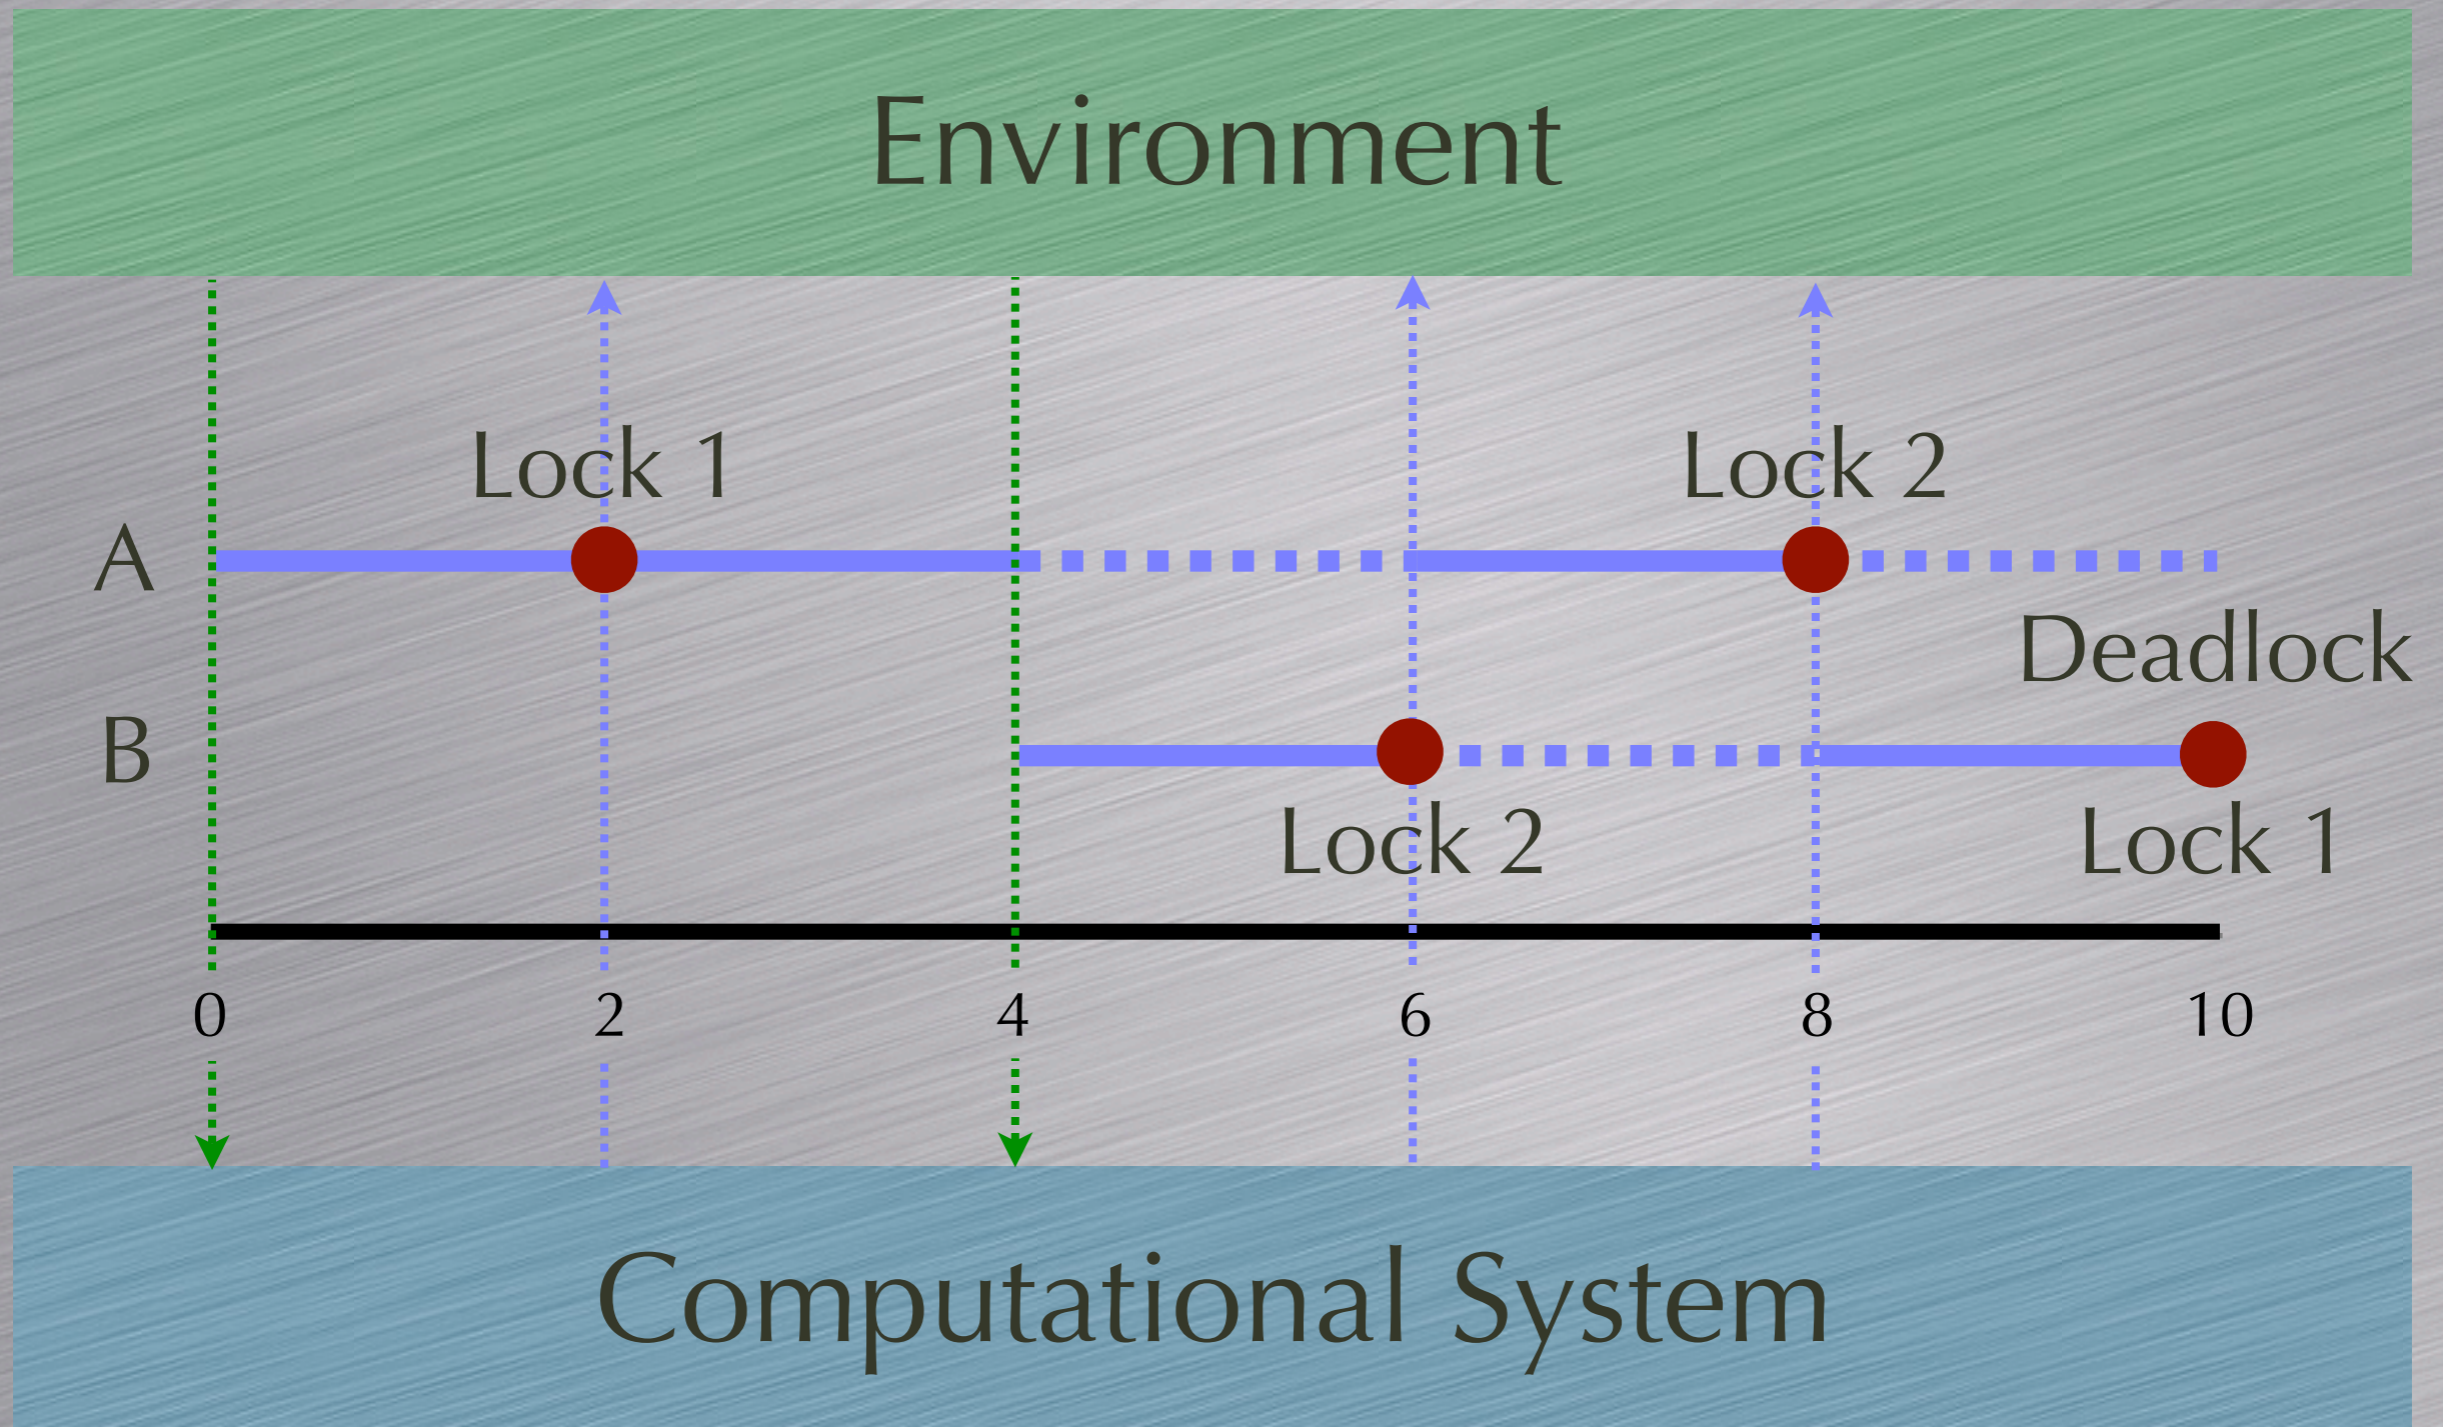 Environment
Lock 1
Lock 2
A
Deadlock
B
Lock 2
Lock 1
0 2 4 6 8 10
Computational System